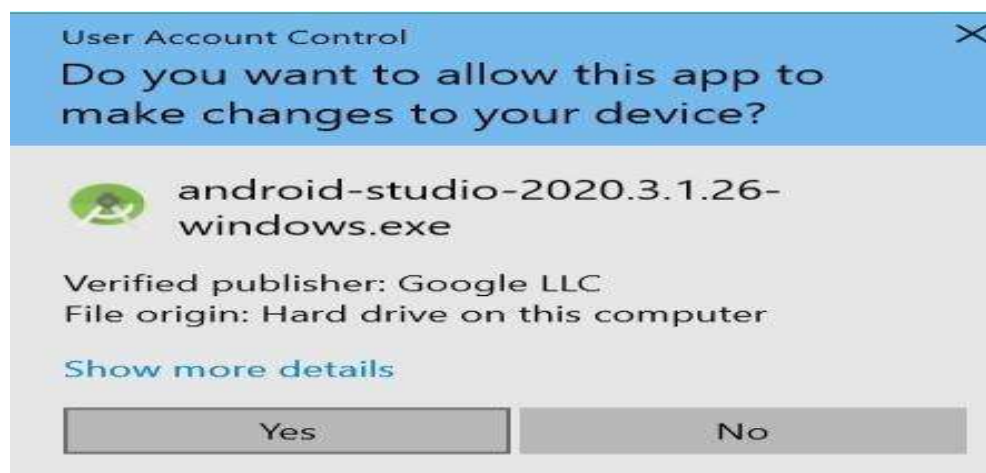 User Account Control
Do you want to allow this app to
make changes to your device?
android-studio-2020.3.1.26-
windows.exe
Verified publisher: Google LLC
File origin: Hard drive on this computer
Show more details
Yes
No